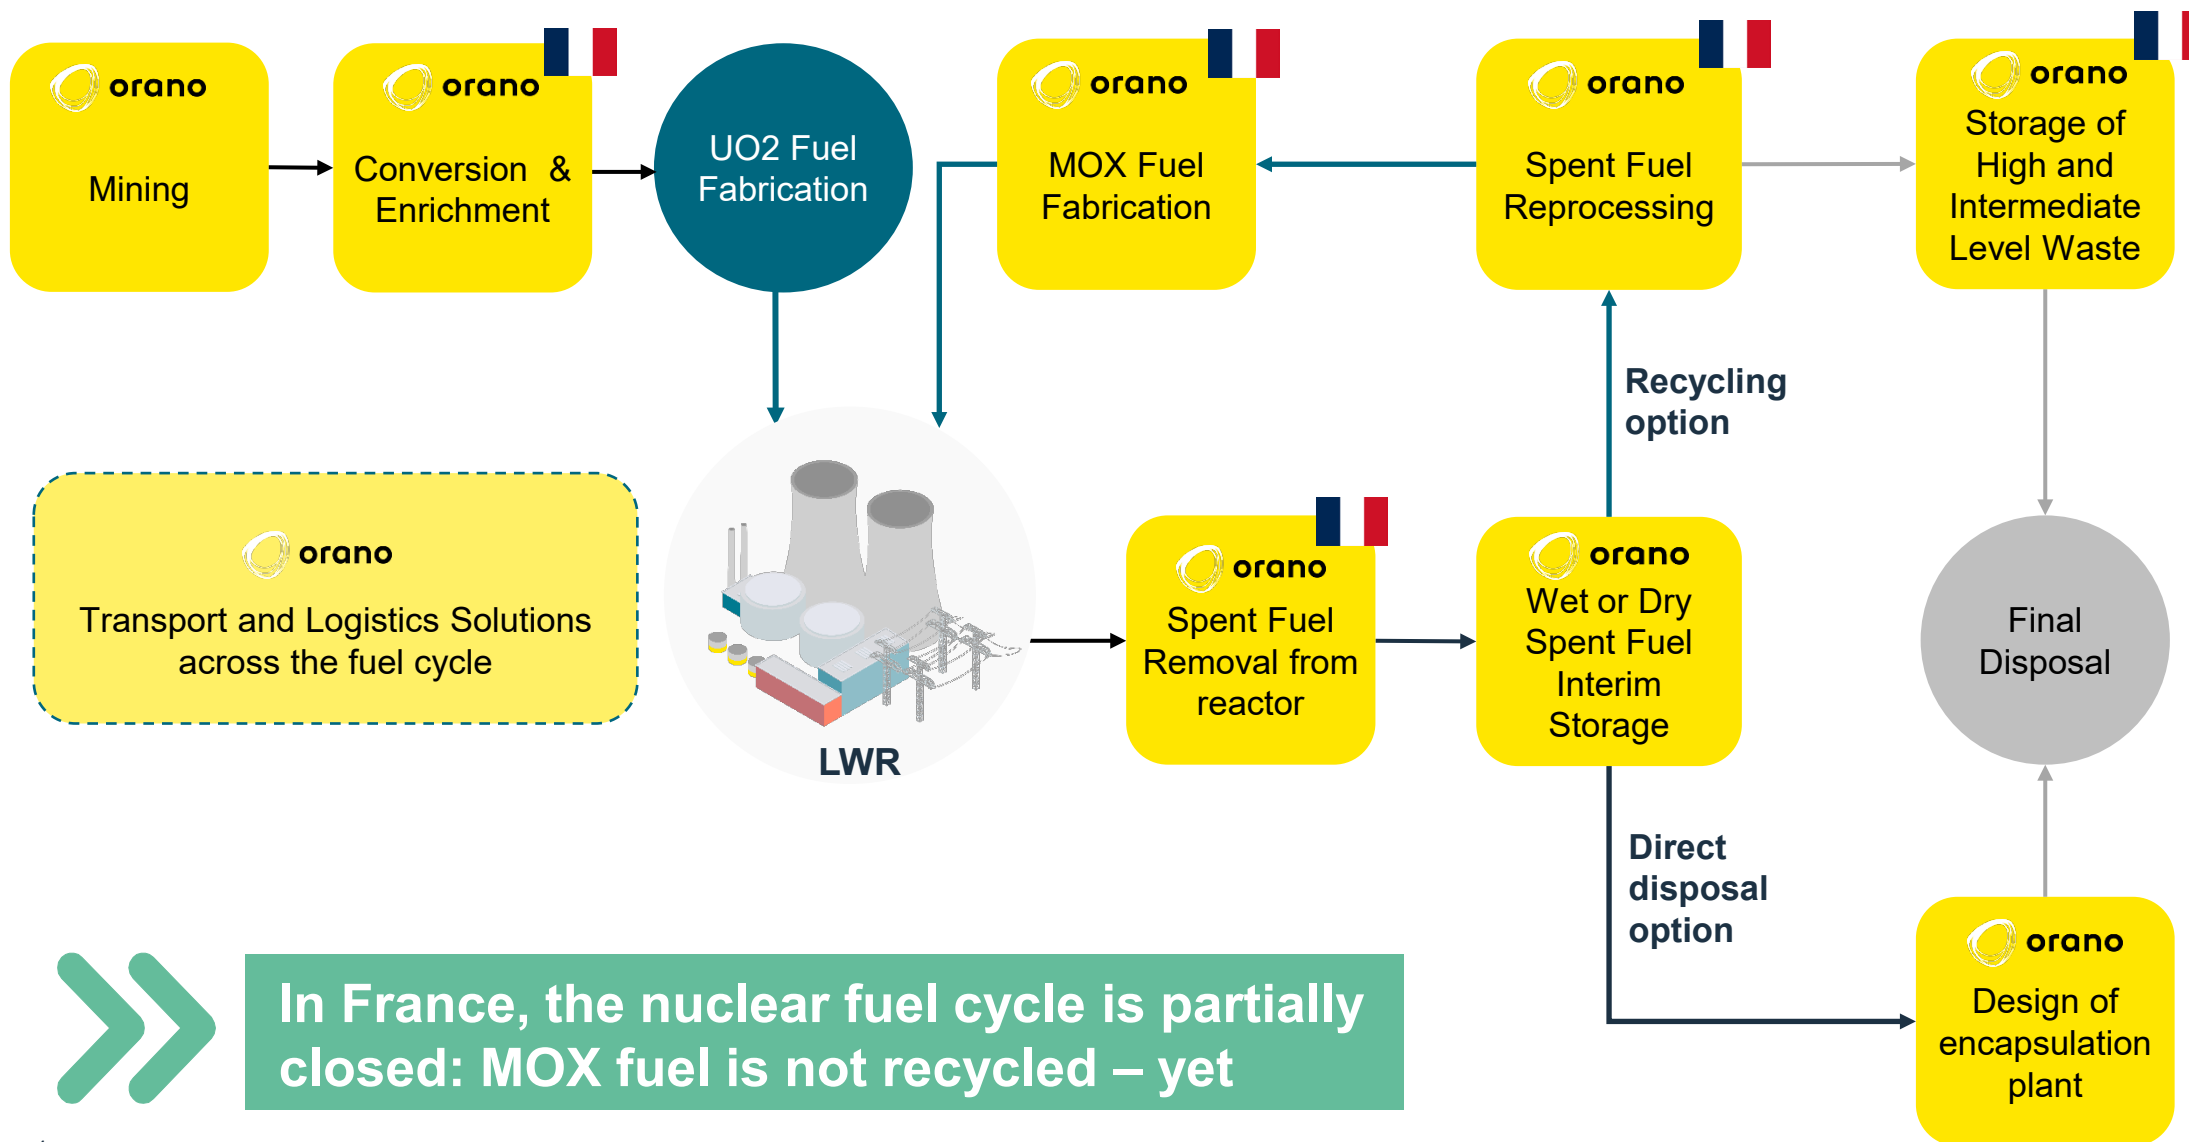 orano
Mining
orano
Conversion & 
Enrichment
UO2 Fuel
Fabrication
orano
MOX Fuel
Fabrication
orano
Spent Fuel
Reprocessing
orano
Storage of
High and
Intermediate
Level Waste
Recycling
option
orano
Transport and Logistics Solutions
across the fuel cycle
LWR
orano
Spent Fuel
Removal from
reactor
orano
Wet or Dry
Spent Fuel
Interim
Storage
Final
Disposal
Direct
disposal
option
orano
Design of
encapsulation
plant
In France, the nuclear fuel cycle is partially
closed: MOX fuel is not recycled – yet